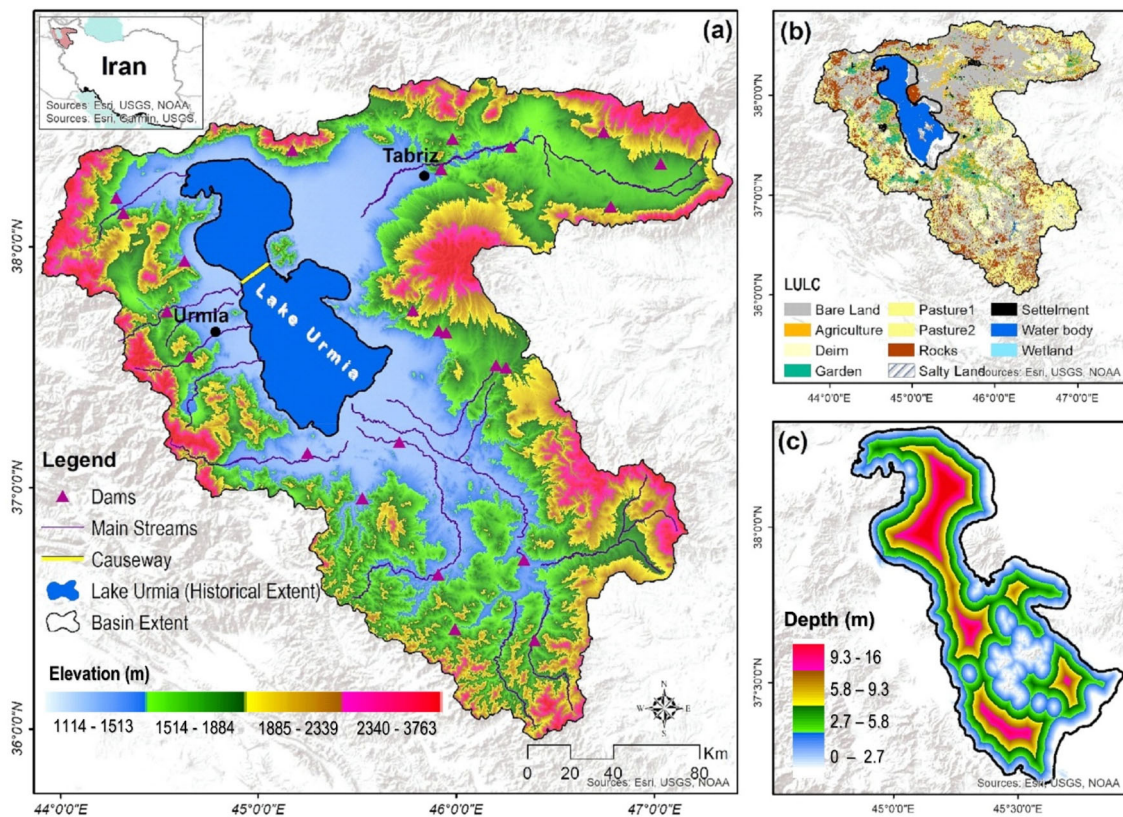 (a)
Iran
Sources: Esri, USGS, NOAA
Sources: Esri, Garmin, USGS,
Tabriz
Urmia
Lake Urmia
Legend
Dams
Main Streams
Causeway
Lake Urmia (Historical Extent)
Basin Extent
Elevation (m)
1114 - 1513
1514 - 1884
1885 - 2339
2340 - 3763
N
W
E
S
Km
0 20 40 80
Sources: Esri, USGS, NOAA
38°0'0"N
37°0'0"N
36°0'0"N
44°0'0"E
45°0'0"E
46°0'0"E
47°0'0"E
(b)
38°0'0"N
37°0'0"N
36°0'0"N
LULC
Bare Land
Agriculture
Deim
Garden
Pasture1
Pasture2
Rocks
Salty Land
Settelment
Water body
Wetland
Sources: Esri, USGS, NOAA
44°0'0"E
45°0'0"E
46°0'0"E
47°0'0"E
(c)
38°0'0"N
37°30'0"N
Depth (m)
9.3 - 16
5.8 - 9.3
2.7 - 5.8
0 - 2.7
Sources: Esri, USGS, NOAA
45°0'0"E
45°30'0"E